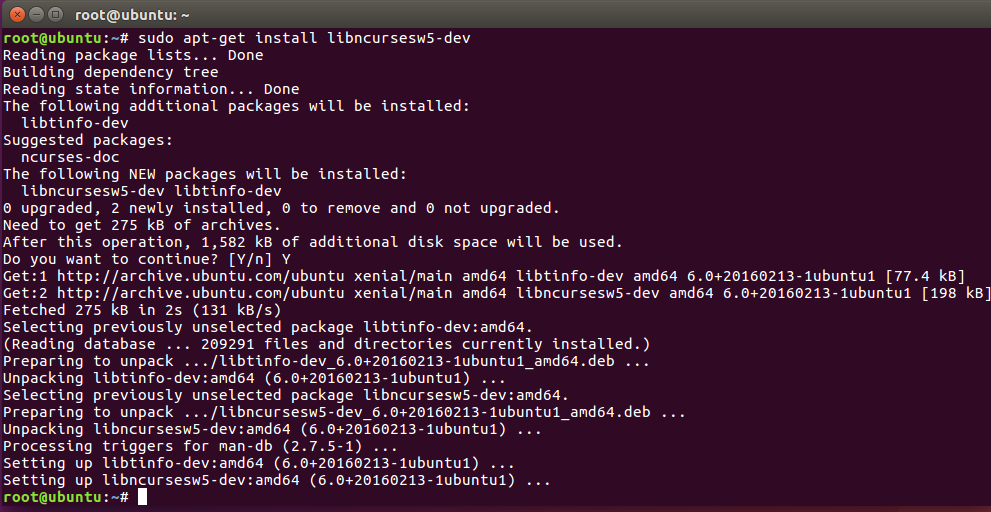 root@ubuntu: ~
root@ubuntu:~# sudo apt-get install libncursesw5-dev
Reading package lists... Done
Building dependency tree
Reading state information... Done
The following additional packages will be installed:
  libtinfo-dev
Suggested packages:
  ncurses-doc
The following NEW packages will be installed:
  libncursesw5-dev libtinfo-dev
0 upgraded, 2 newly installed, 0 to remove and 0 not upgraded.
Need to get 275 kB of archives.
After this operation, 1,582 kB of additional disk space will be used.
Do you want to continue? [Y/n] Y
Get:1 http://archive.ubuntu.com/ubuntu xenial/main amd64 libtinfo-dev amd64 6.0+20160213-1ubuntu1 [77.4 kB]
Get:2 http://archive.ubuntu.com/ubuntu xenial/main amd64 libncursesw5-dev amd64 6.0+20160213-1ubuntu1 [198 kB]
Fetched 275 kB in 2s (131 kB/s)
Selecting previously unselected package libtinfo-dev:amd64.
(Reading database ... 209291 files and directories currently installed.)
Preparing to unpack .../libtinfo-dev_6.0+20160213-1ubuntu1_amd64.deb ...
Unpacking libtinfo-dev:amd64 (6.0+20160213-1ubuntu1) ...
Selecting previously unselected package libncursesw5-dev:amd64.
Preparing to unpack .../libncursesw5-dev_6.0+20160213-1ubuntu1_amd64.deb ...
Unpacking libncursesw5-dev:amd64 (6.0+20160213-1ubuntu1) ...
Processing triggers for man-db (2.7.5-1) ...
Setting up libtinfo-dev:amd64 (6.0+20160213-1ubuntu1) ...
Setting up libncursesw5-dev:amd64 (6.0+20160213-1ubuntu1) ...
root@ubuntu:~#